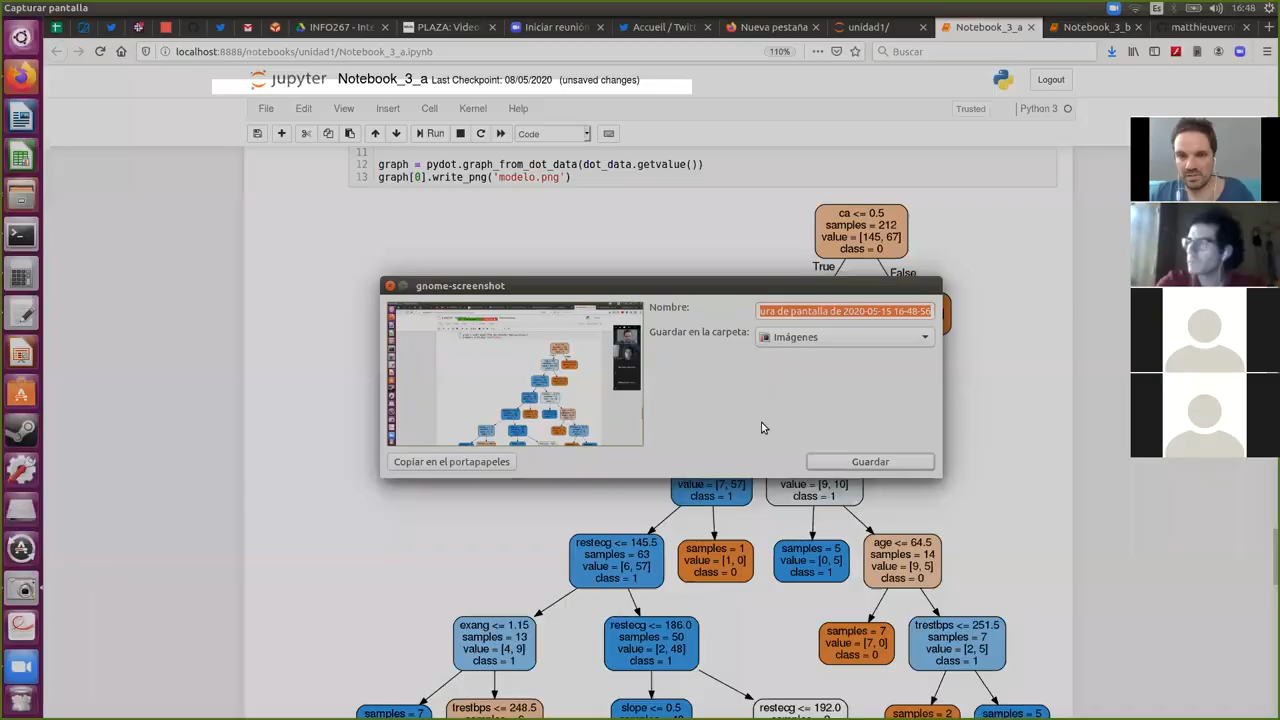 Capturar pantalla
Es
16:48
INFO267 - Int
PLAZA: Video
Iniciar reunión
Accueil / Twit
Nueva pestaña
unidad1/
Notebook_3_a
Notebook_3_b
matthieuvern
localhost:8888/notebooks/unidad1/Notebook_3_a.ipynb
110%
Buscar
jupyter Notebook_3_a Last Checkpoint: 08/05/2020 (unsaved changes)
Logout
File Edit View Insert Cell Kernel Help
Trusted
Python 3
Run
Code
11
12 graph = pydot.graph_from_dot_data(dot_data.getvalue())
13 graph[0].write_png('modelo.png')
ca <= 0.5
samples = 212
value = [145, 67]
class = 0
True
False
gnome-screenshot
Nombre:
ura de pantalla de 2020-05-15 16-48-56
Guardar en la carpeta:
Imágenes
Copiar en el portapapeles
Guardar
value = [7, 57]
class = 1
value = [9, 10]
class = 1
restecg <= 145.5
samples = 63
value = [6, 57]
class = 1
samples = 1
value = [1, 0]
class = 0
samples = 5
value = [0, 5]
class = 1
age <= 64.5
samples = 14
value = [9, 5]
class = 0
exang <= 1.15
samples = 13
value = [4, 9]
class = 1
restecg <= 186.0
samples = 50
value = [2, 48]
class = 1
samples = 7
value = [7, 0]
class = 0
trestbps <= 251.5
samples = 7
value = [2, 5]
class = 1
samples = 7
trestbps <= 248.5
slope <= 0.5
restecg <= 192.0
samples = 2
samples = 5